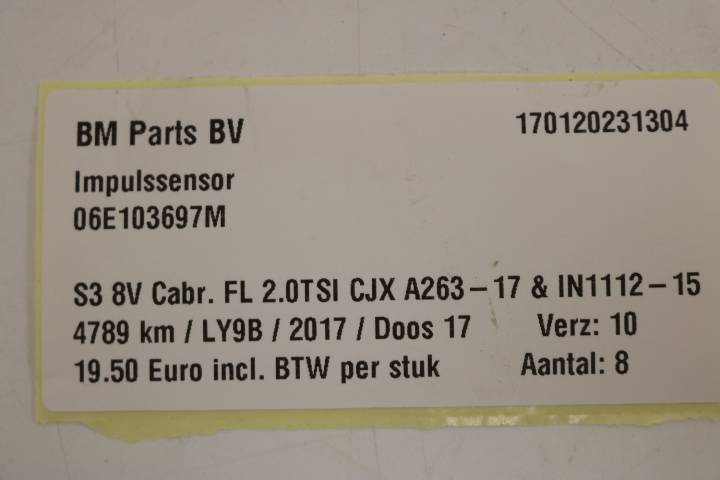 BM Parts BV 170120231304
Impulssensor
06E103697M
S3 8V Cabr. FL 2.0TSI CJX A263-17 & IN1112-15
4789 km / LY9B / 2017 / Doos 17 Verz: 10
19.50 Euro incl. BTW per stuk Aantal: 8